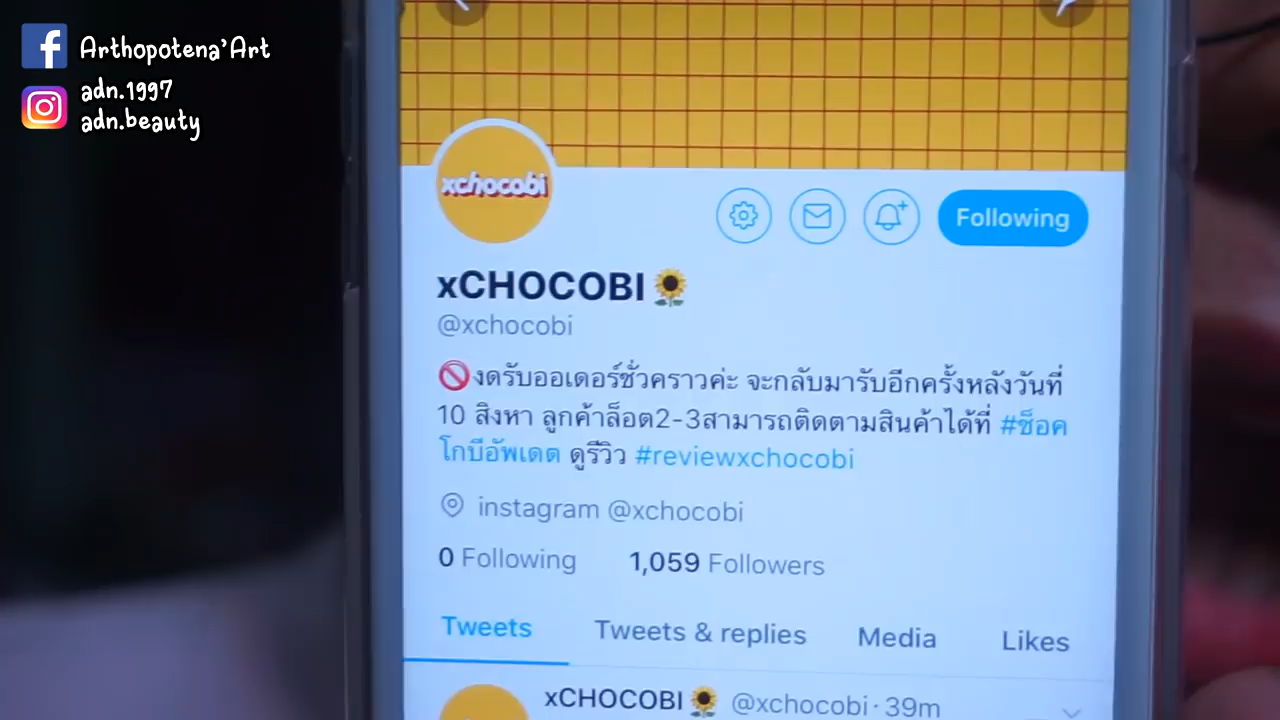 Arthopotena'Art
adn.1997
adn.beauty
xchocobi
Following
xCHOCOBI🌻
@xchocobi
🚫งดรับออเดอร์ชั่วคราวค่ะ จะกลับมารับอีกครั้งหลังวันที่
10 สิงหา ลูกค้าล็อต2-3สามารถติดตามสินค้าได้ที่ #ช็อค
โกบีอัพเดต ดูรีวิว #reviewxchocobi
instagram @xchocobi
0 Following 1,059 Followers
Tweets Tweets & replies Media Likes
xCHOCOBI🌻 @xchocobi · 39m